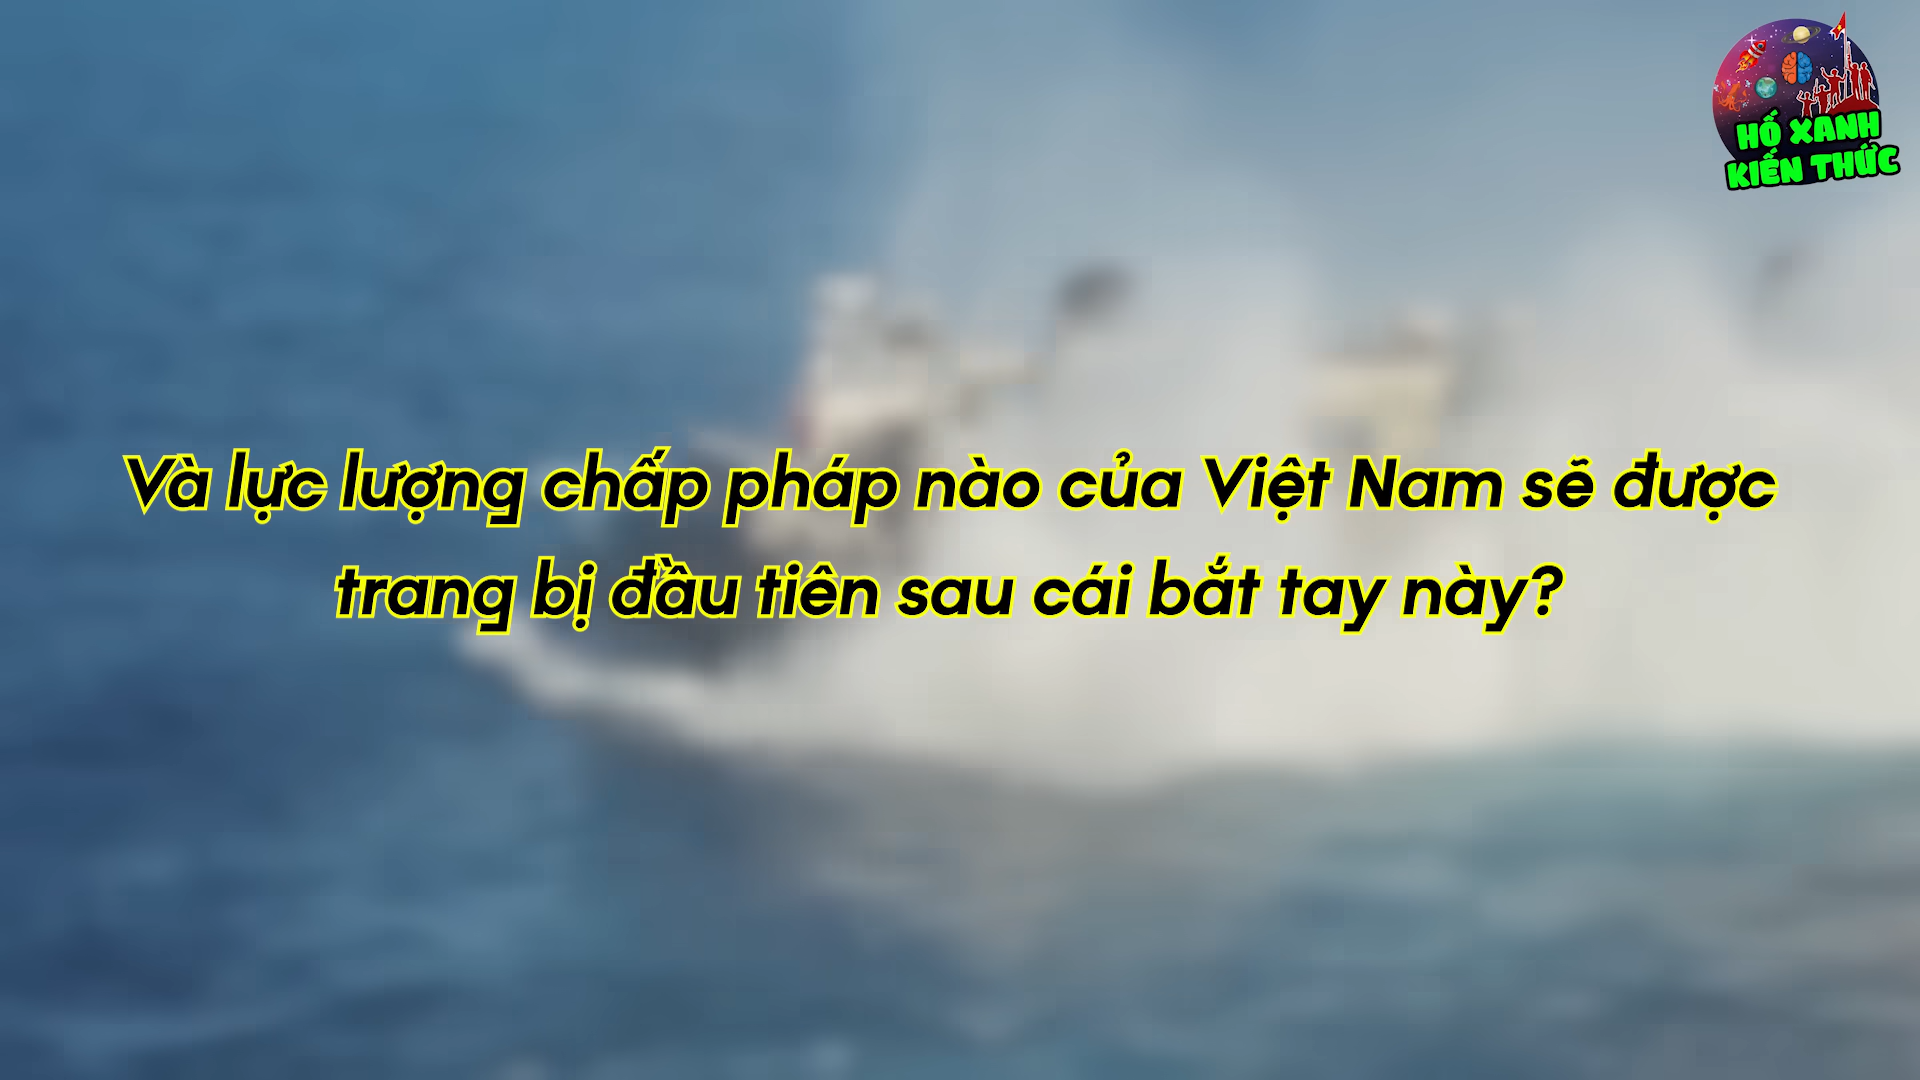 HỐ XANH
KIẾN THỨC
Và lực lượng chấp pháp nào của Việt Nam sẽ được
trang bị đầu tiên sau cái bắt tay này?